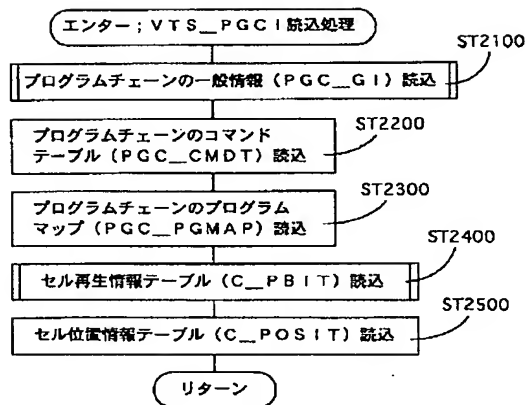 エンター；ＶＴＳ＿ＰＧＣＩ読込処理
ST2100
プログラムチェーンの一般情報（ＰＧＣ＿ＧＩ）読込
ST2200
プログラムチェーンのコマンド
テーブル（ＰＧＣ＿ＣＭＤＴ）読込
ST2300
プログラムチェーンのプログラム
マップ（ＰＧＣ＿ＰＧＭＡＰ）読込
ST2400
セル再生情報テーブル（Ｃ＿ＰＢＩＴ）読込
ST2500
セル位置情報テーブル（Ｃ＿ＰＯＳＩＴ）読込
リターン